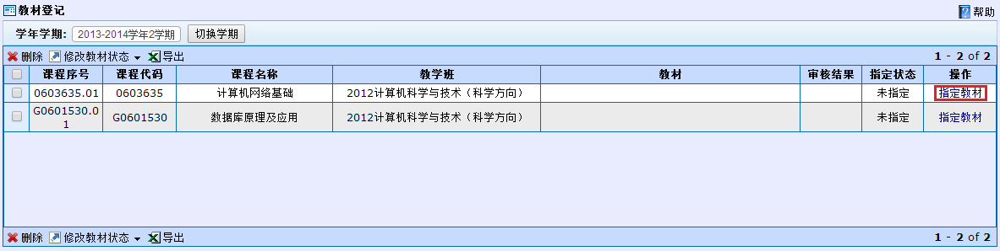 教材登记
帮助
学年学期: 2013-2014学年2学期 切换学期
删除 修改教材状态 导出 1 - 2 of 2
课程序号 课程代码 课程名称 教学班 教材 审核结果 指定状态 操作
0603635.01 0603635 计算机网络基础 2012计算机科学与技术（科学方向） 未指定 指定教材
G0601530.0
1 G0601530 数据库原理及应用 2012计算机科学与技术（科学方向） 未指定 指定教材
删除 修改教材状态 导出 1 - 2 of 2